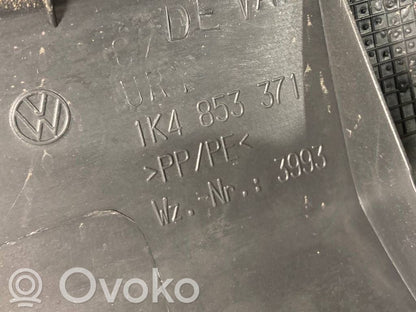 DE
1K4 853 371
>PP/PE<
Wz.-Nr.: 3993
© Ovoko